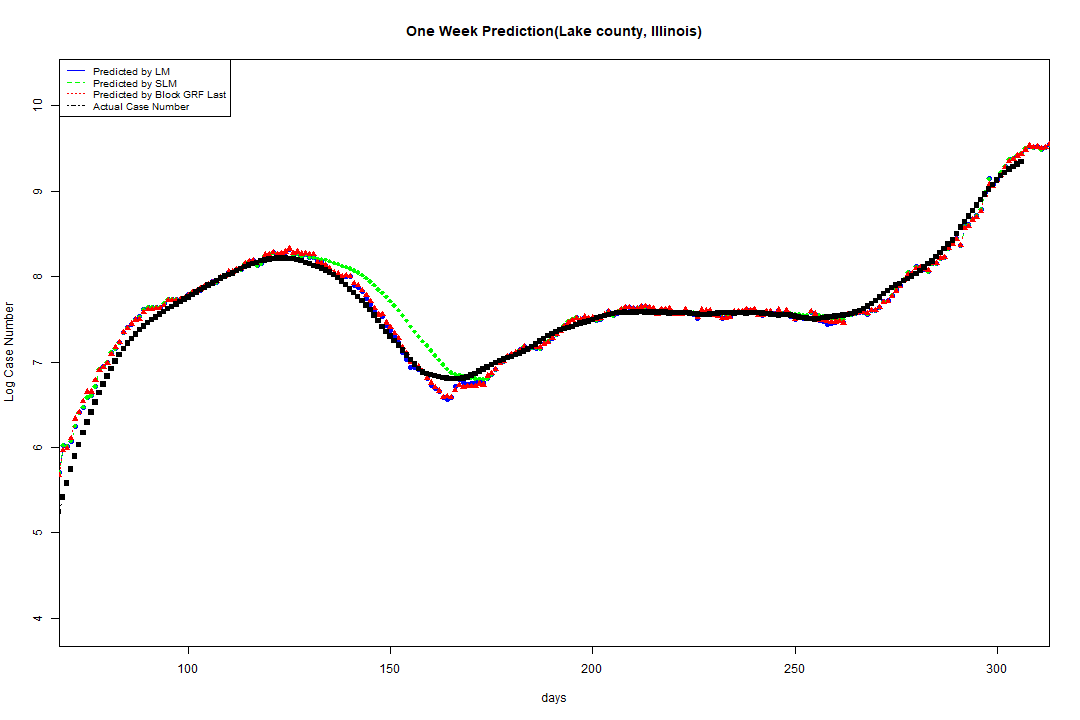 One Week Prediction(Lake county, Illinois)
Predicted by LM
Predicted by SLM
Predicted by Block GRF Last
Actual Case Number
10
9
8
7
6
5
4
Log Case Number
100 150 200 250 300
days